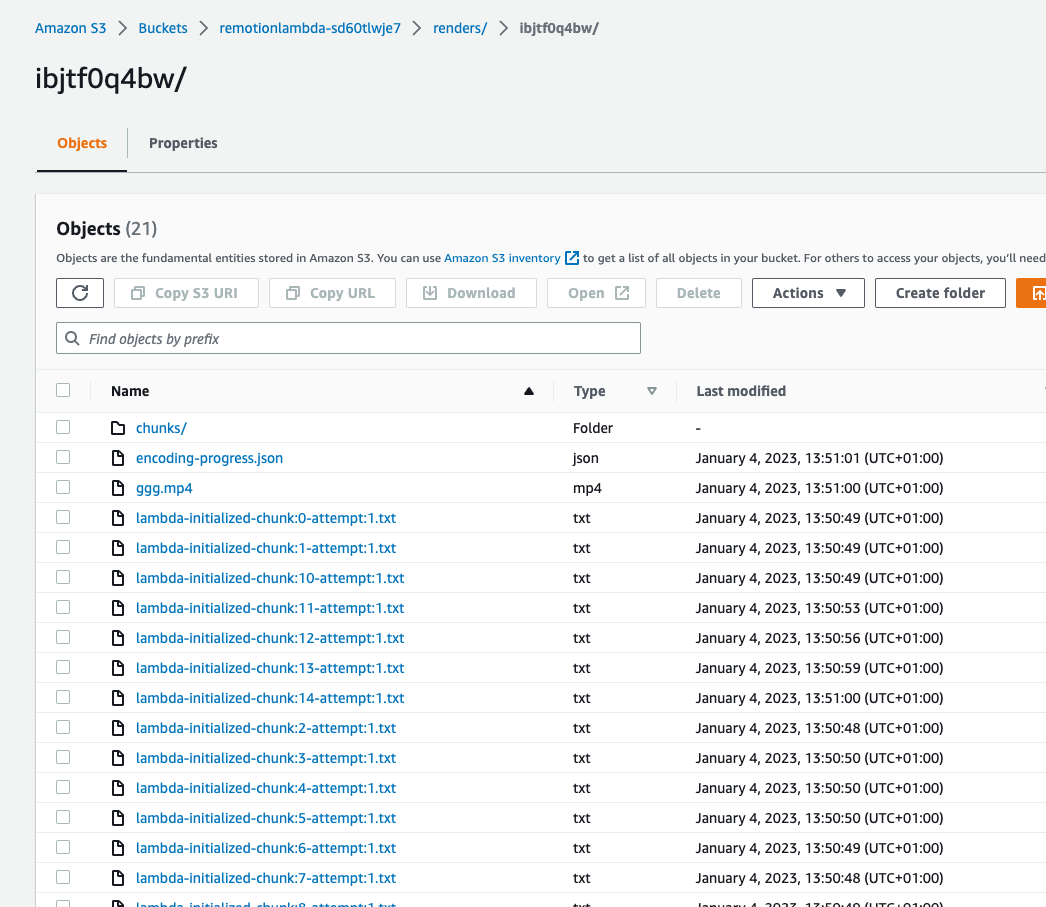 Amazon S3 > Buckets > remotionlambda-sd60tlwje7 > renders/ > ibjtf0q4bw/
ibjtf0q4bw/
Objects Properties
Objects (21)
Objects are the fundamental entities stored in Amazon S3. You can use Amazon S3 inventory to get a list of all objects in your bucket. For others to access your objects, you'll need
Copy S3 URI Copy URL Download Open Delete Actions Create folder
Find objects by prefix
Name Type Last modified
chunks/ Folder -
encoding-progress.json json January 4, 2023, 13:51:01 (UTC+01:00)
ggg.mp4 mp4 January 4, 2023, 13:51:00 (UTC+01:00)
lambda-initialized-chunk:0-attempt:1.txt txt January 4, 2023, 13:50:49 (UTC+01:00)
lambda-initialized-chunk:1-attempt:1.txt txt January 4, 2023, 13:50:49 (UTC+01:00)
lambda-initialized-chunk:10-attempt:1.txt txt January 4, 2023, 13:50:49 (UTC+01:00)
lambda-initialized-chunk:11-attempt:1.txt txt January 4, 2023, 13:50:53 (UTC+01:00)
lambda-initialized-chunk:12-attempt:1.txt txt January 4, 2023, 13:50:56 (UTC+01:00)
lambda-initialized-chunk:13-attempt:1.txt txt January 4, 2023, 13:50:59 (UTC+01:00)
lambda-initialized-chunk:14-attempt:1.txt txt January 4, 2023, 13:51:00 (UTC+01:00)
lambda-initialized-chunk:2-attempt:1.txt txt January 4, 2023, 13:50:48 (UTC+01:00)
lambda-initialized-chunk:3-attempt:1.txt txt January 4, 2023, 13:50:50 (UTC+01:00)
lambda-initialized-chunk:4-attempt:1.txt txt January 4, 2023, 13:50:50 (UTC+01:00)
lambda-initialized-chunk:5-attempt:1.txt txt January 4, 2023, 13:50:50 (UTC+01:00)
lambda-initialized-chunk:6-attempt:1.txt txt January 4, 2023, 13:50:49 (UTC+01:00)
lambda-initialized-chunk:7-attempt:1.txt txt January 4, 2023, 13:50:48 (UTC+01:00)